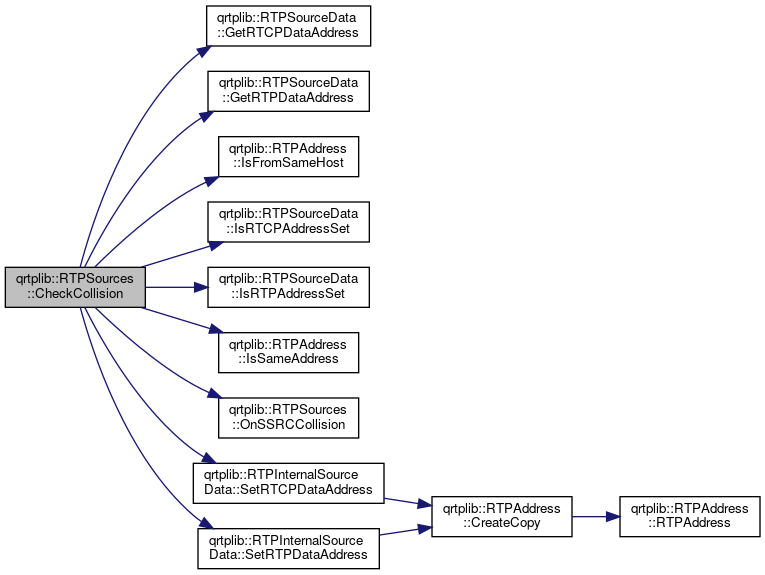 qrtplib::RTPSources
::CheckCollision
qrtplib::RTPSourceData
::GetRTCPDataAddress
qrtplib::RTPSourceData
::GetRTPDataAddress
qrtplib::RTPAddress
::IsFromSameHost
qrtplib::RTPSourceData
::IsRTCPAddressSet
qrtplib::RTPSourceData
::IsRTPAddressSet
qrtplib::RTPAddress
::IsSameAddress
qrtplib::RTPSources
::OnSSRCCollision
qrtplib::RTPInternalSource
Data::SetRTCPDataAddress
qrtplib::RTPInternalSource
Data::SetRTPDataAddress
qrtplib::RTPAddress
::CreateCopy
qrtplib::RTPAddress
::RTPAddress